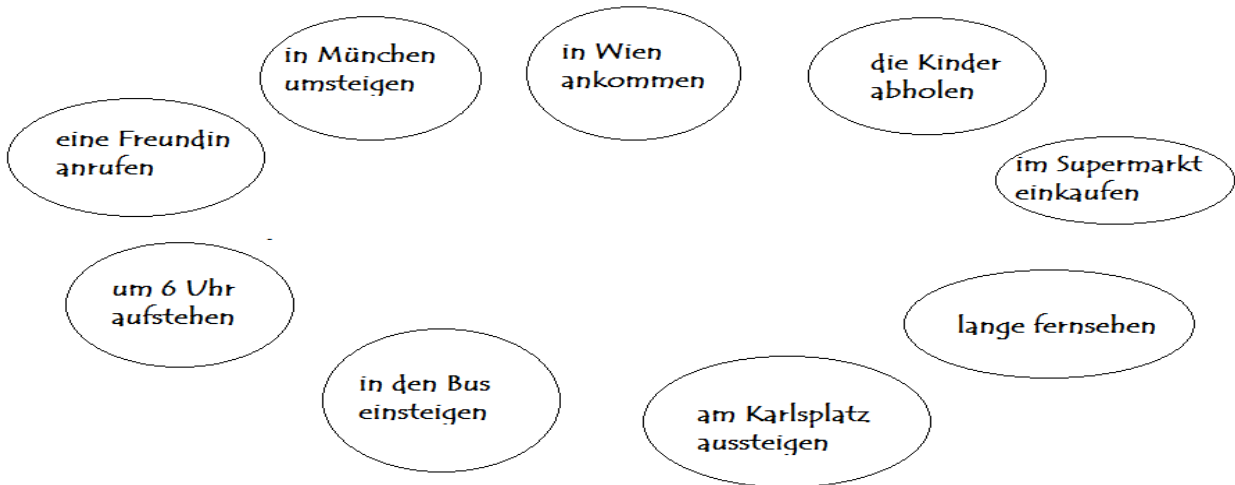 in München
umsteigen
in Wien
ankommen
die Kinder
abholen
eine Freundin
anrufen
im Supermarkt
einkaufen
um 6 Uhr
aufstehen
lange fernsehen
in den Bus
einsteigen
am Karlsplatz
aussteigen